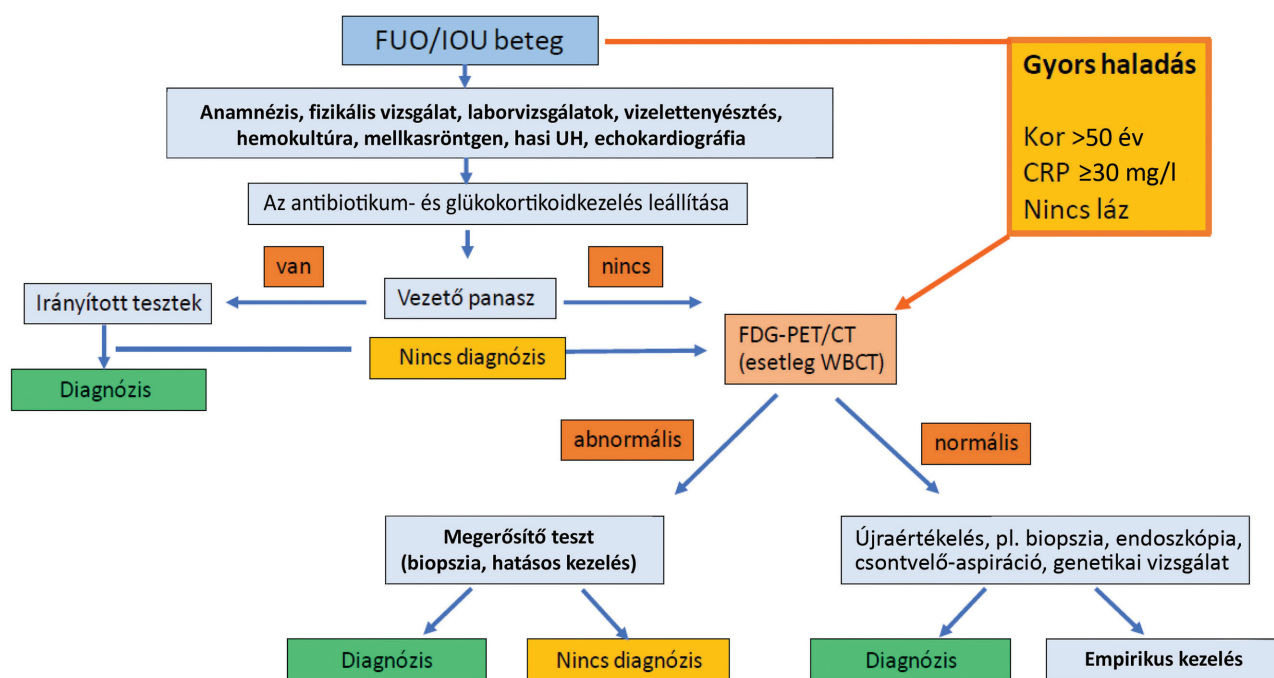 FUO/IOU beteg
Gyors haladás
Kor >50 év
CRP ≥30 mg/l
Nincs láz
Anamnézis, fizikális vizsgálat, laborvizsgálatok, vizelettenyésztés,
hemokultúra, mellkasröntgen, hasi UH, echokardiográfia
Az antibiotikum- és glükokortikoidkezelés leállítása
van
nincs
Irányított tesztek
Vezető panasz
Nincs diagnózis
FDG-PET/CT
(esetleg WBCT)
Diagnózis
abnormális
normális
Megerősítő teszt
(biopszia, hatásos kezelés)
Újraértékelés, pl. biopszia, endoszkópia,
csontvelő-aspiráció, genetikai vizsgálat
Diagnózis
Nincs diagnózis
Diagnózis
Empirikus kezelés